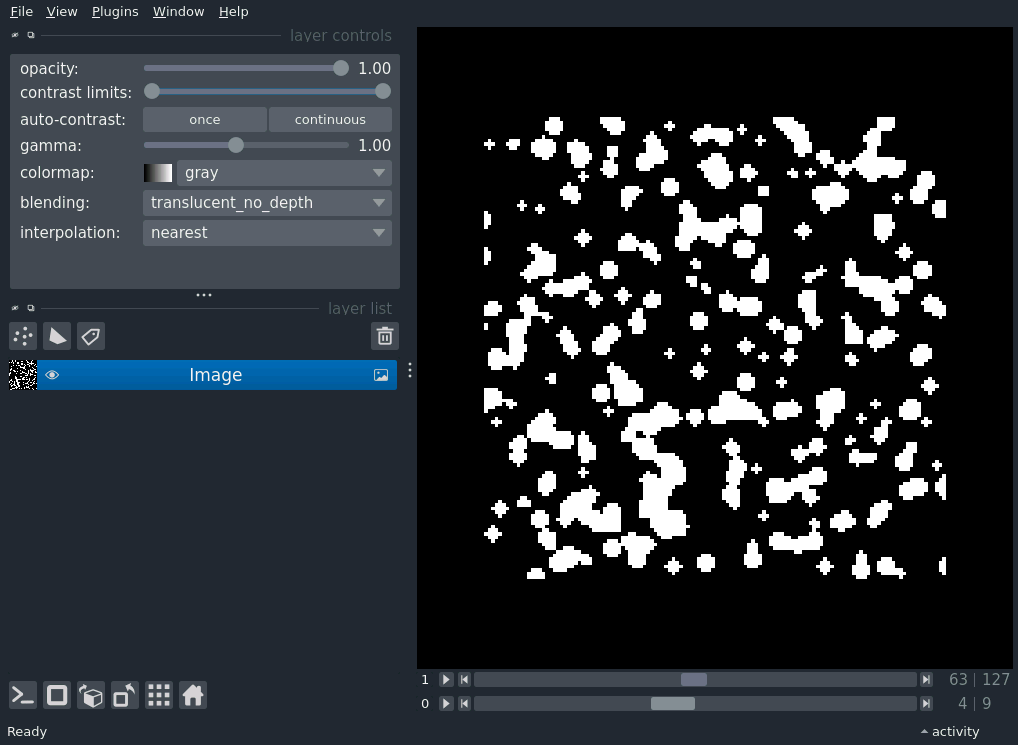 File View Plugins Window Help
layer controls
opacity: 1.00
contrast limits:
auto-contrast: once continuous
gamma: 1.00
colormap: gray
blending: translucent_no_depth
interpolation: nearest
layer list
Image
1 63 | 127
0 4 | 9
Ready activity